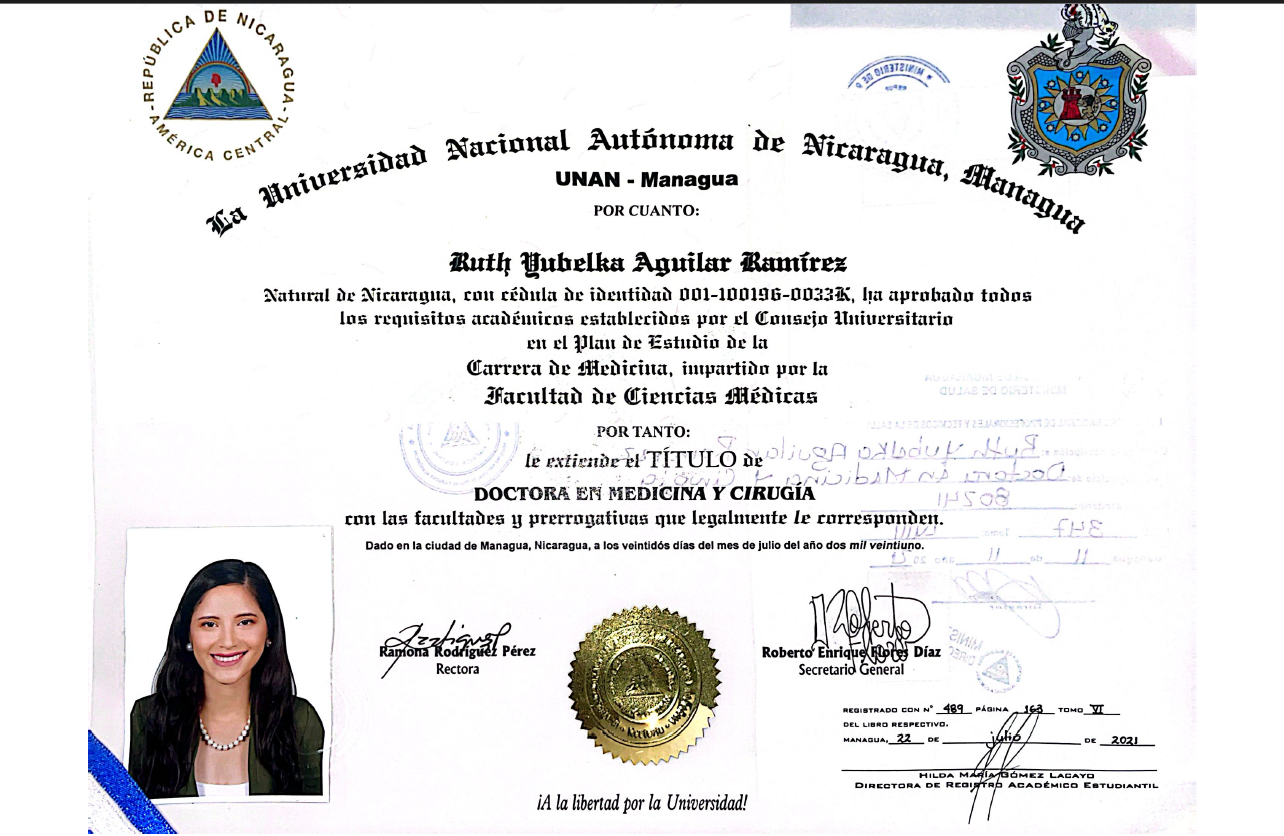 REPÚBLICA DE NICARAGUA
AMÉRICA CENTRAL
MINISTERIO DE
La Universidad Nacional Autónoma de Nicaragua, Managua
UNAN - Managua
POR CUANTO:
Ruth Yubelka Aguilar Ramírez
Natural de Nicaragua, con cédula de identidad 001-100196-0033K, ha aprobado todos
los requisitos académicos establecidos por el Consejo Universitario
en el Plan de Estudio de la
Carrera de Medicina, impartido por la
Facultad de Ciencias Médicas
MINISTERIO DE SALUD
POR TANTO:
Ruth Yubelka Aguilar
le extiende el TÍTULO de
Doctora en Medicina y Cirugía
DOCTORA EN MEDICINA Y CIRUGÍA
80241
con las facultades y prerrogativas que legalmente le corresponden.
347 Tomo LVIII
Dado en la ciudad de Managua, Nicaragua, a los veintidós días del mes de julio del año dos mil veintiuno.
11 de 11 año 20
Ramona Rodríguez Pérez
Rectora
Roberto Enrique Flores Díaz
Secretario General
REGISTRADO CON N° 489 PÁGINA 163 TOMO VI
DEL LIBRO RESPECTIVO.
MANAGUA, 22 DE julio DE 2021
HILDA MARÍA GÓMEZ LACAYO
DIRECTORA DE REGISTRO ACADÉMICO ESTUDIANTIL
¡A la libertad por la Universidad!